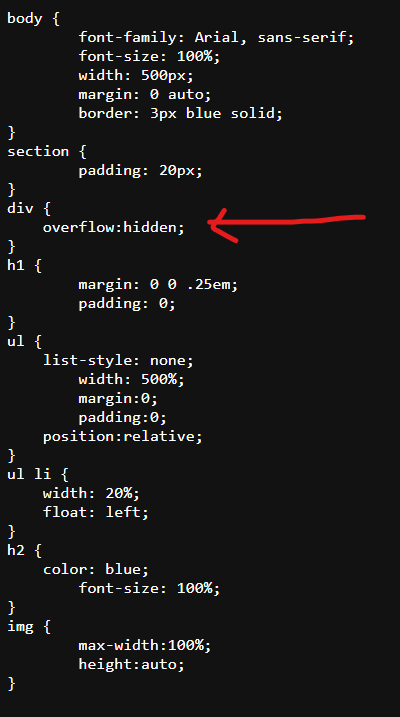 body {
font-family: Arial, sans-serif;
font-size: 100%;
width: 500px;
margin: 0 auto;
border: 3px blue solid;
}
section {
padding: 20px;
}
div {
overflow:hidden;
}
h1 {
margin: 0 0 .25em;
padding: 0;
}
ul {
list-style: none;
width: 500%;
margin:0;
padding:0;
position:relative;
}
ul li {
width: 20%;
float: left;
}
h2 {
color: blue;
font-size: 100%;
}
img {
max-width:100%;
height:auto;
}